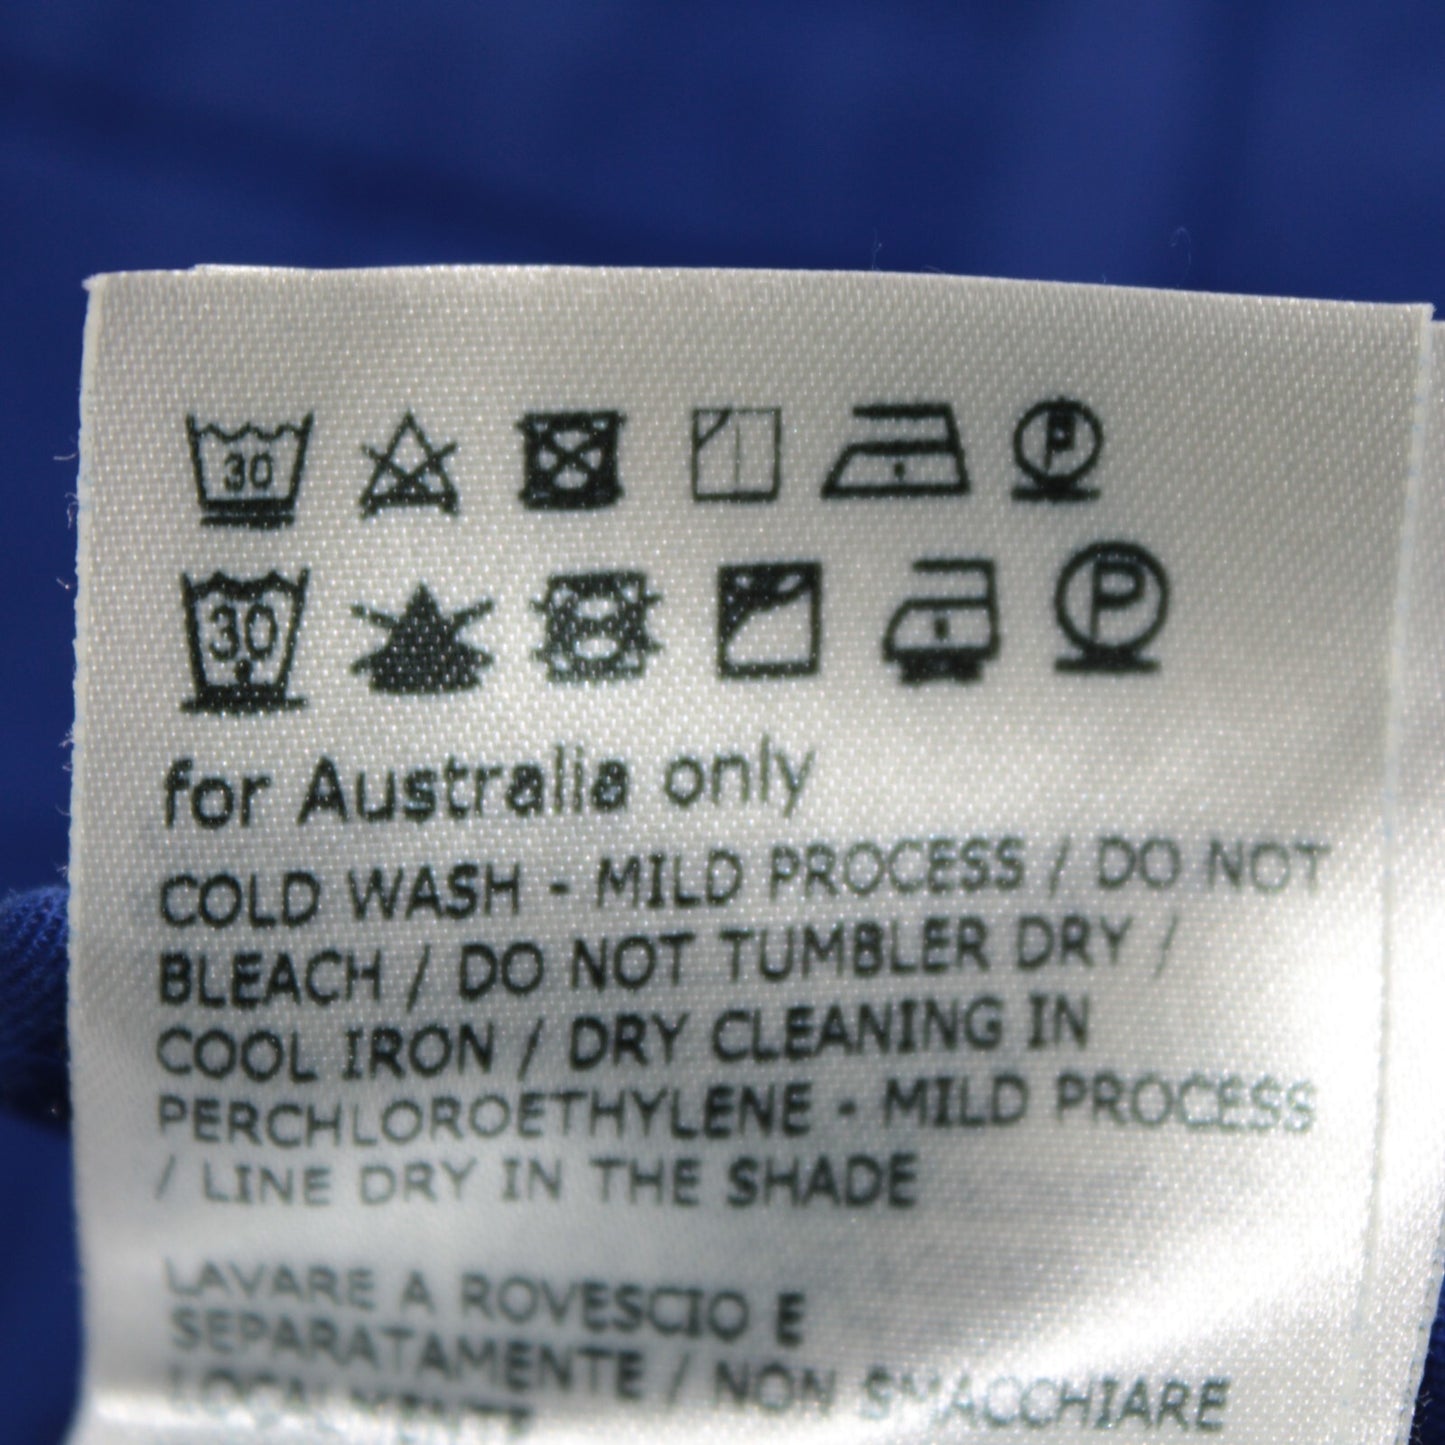 30 P
30 P
for Australia only
COLD WASH - MILD PROCESS / DO NOT
BLEACH / DO NOT TUMBLER DRY /
COOL IRON / DRY CLEANING IN
PERCHLOROETHYLENE - MILD PROCESS
/ LINE DRY IN THE SHADE
LAVARE A ROVESCIO E
SEPARATAMENTE / NON SMACCHIARE